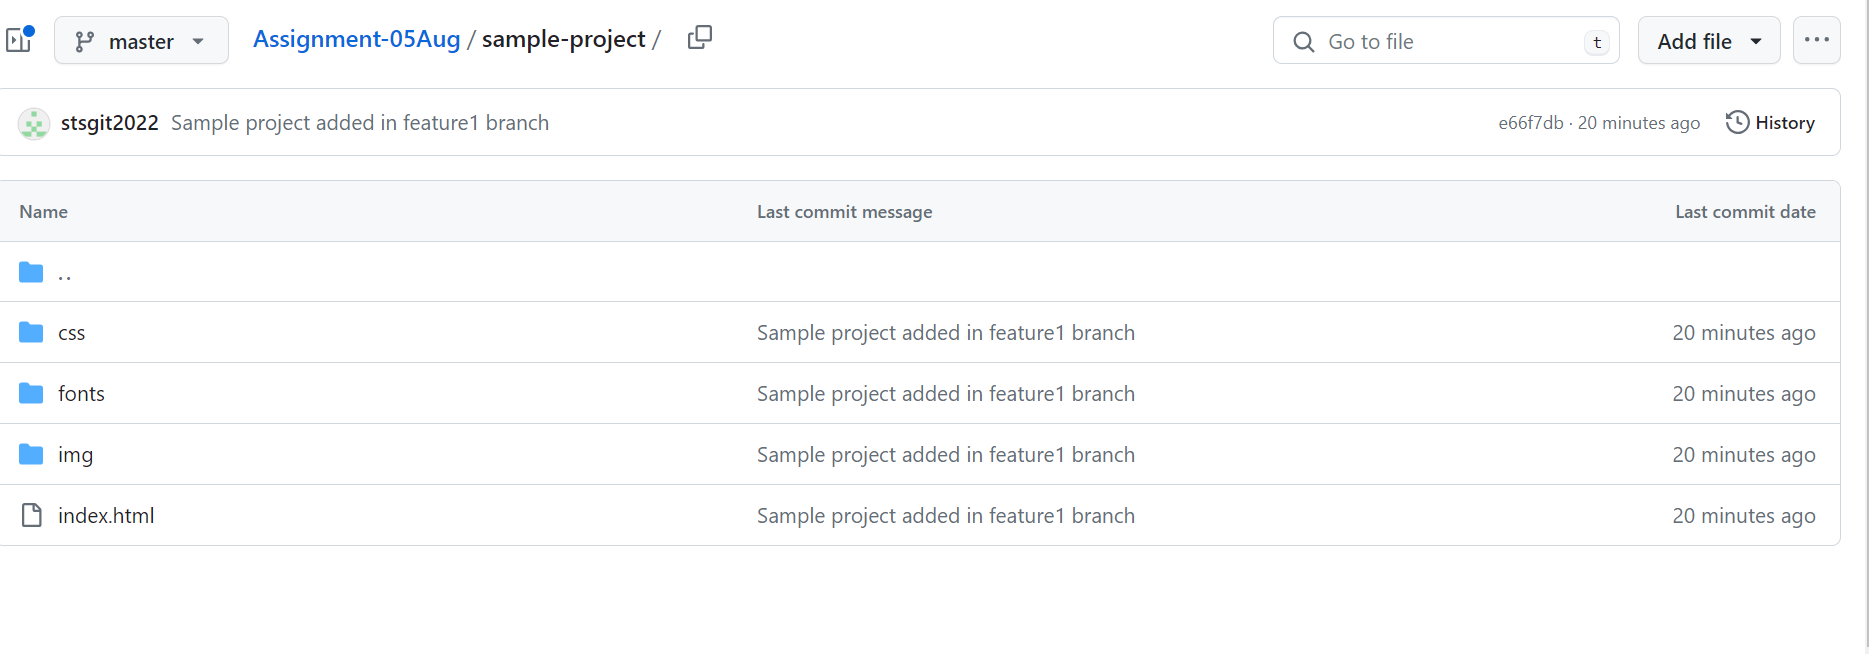 master Assignment-05Aug / sample-project / Go to file t Add file
stsgit2022 Sample project added in feature1 branch e66f7db · 20 minutes ago History
Name Last commit message Last commit date
..
css Sample project added in feature1 branch 20 minutes ago
fonts Sample project added in feature1 branch 20 minutes ago
img Sample project added in feature1 branch 20 minutes ago
index.html Sample project added in feature1 branch 20 minutes ago